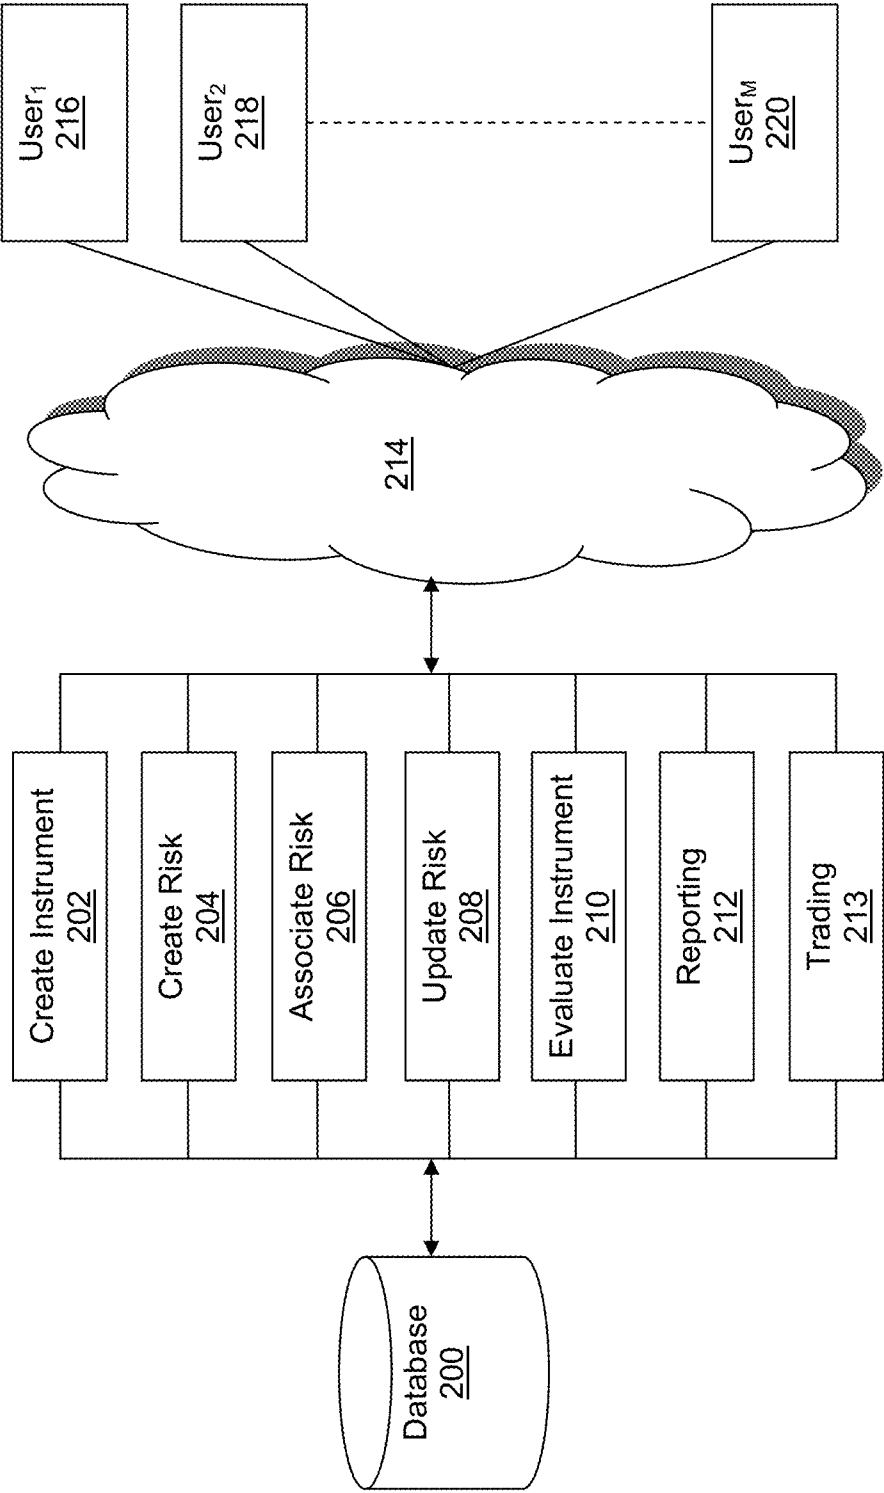 Database
200
Create Instrument
202
Create Risk
204
Associate Risk
206
Update Risk
208
Evaluate Instrument
210
Reporting
212
Trading
213
214
User₁
216
User₂
218
User_M
220